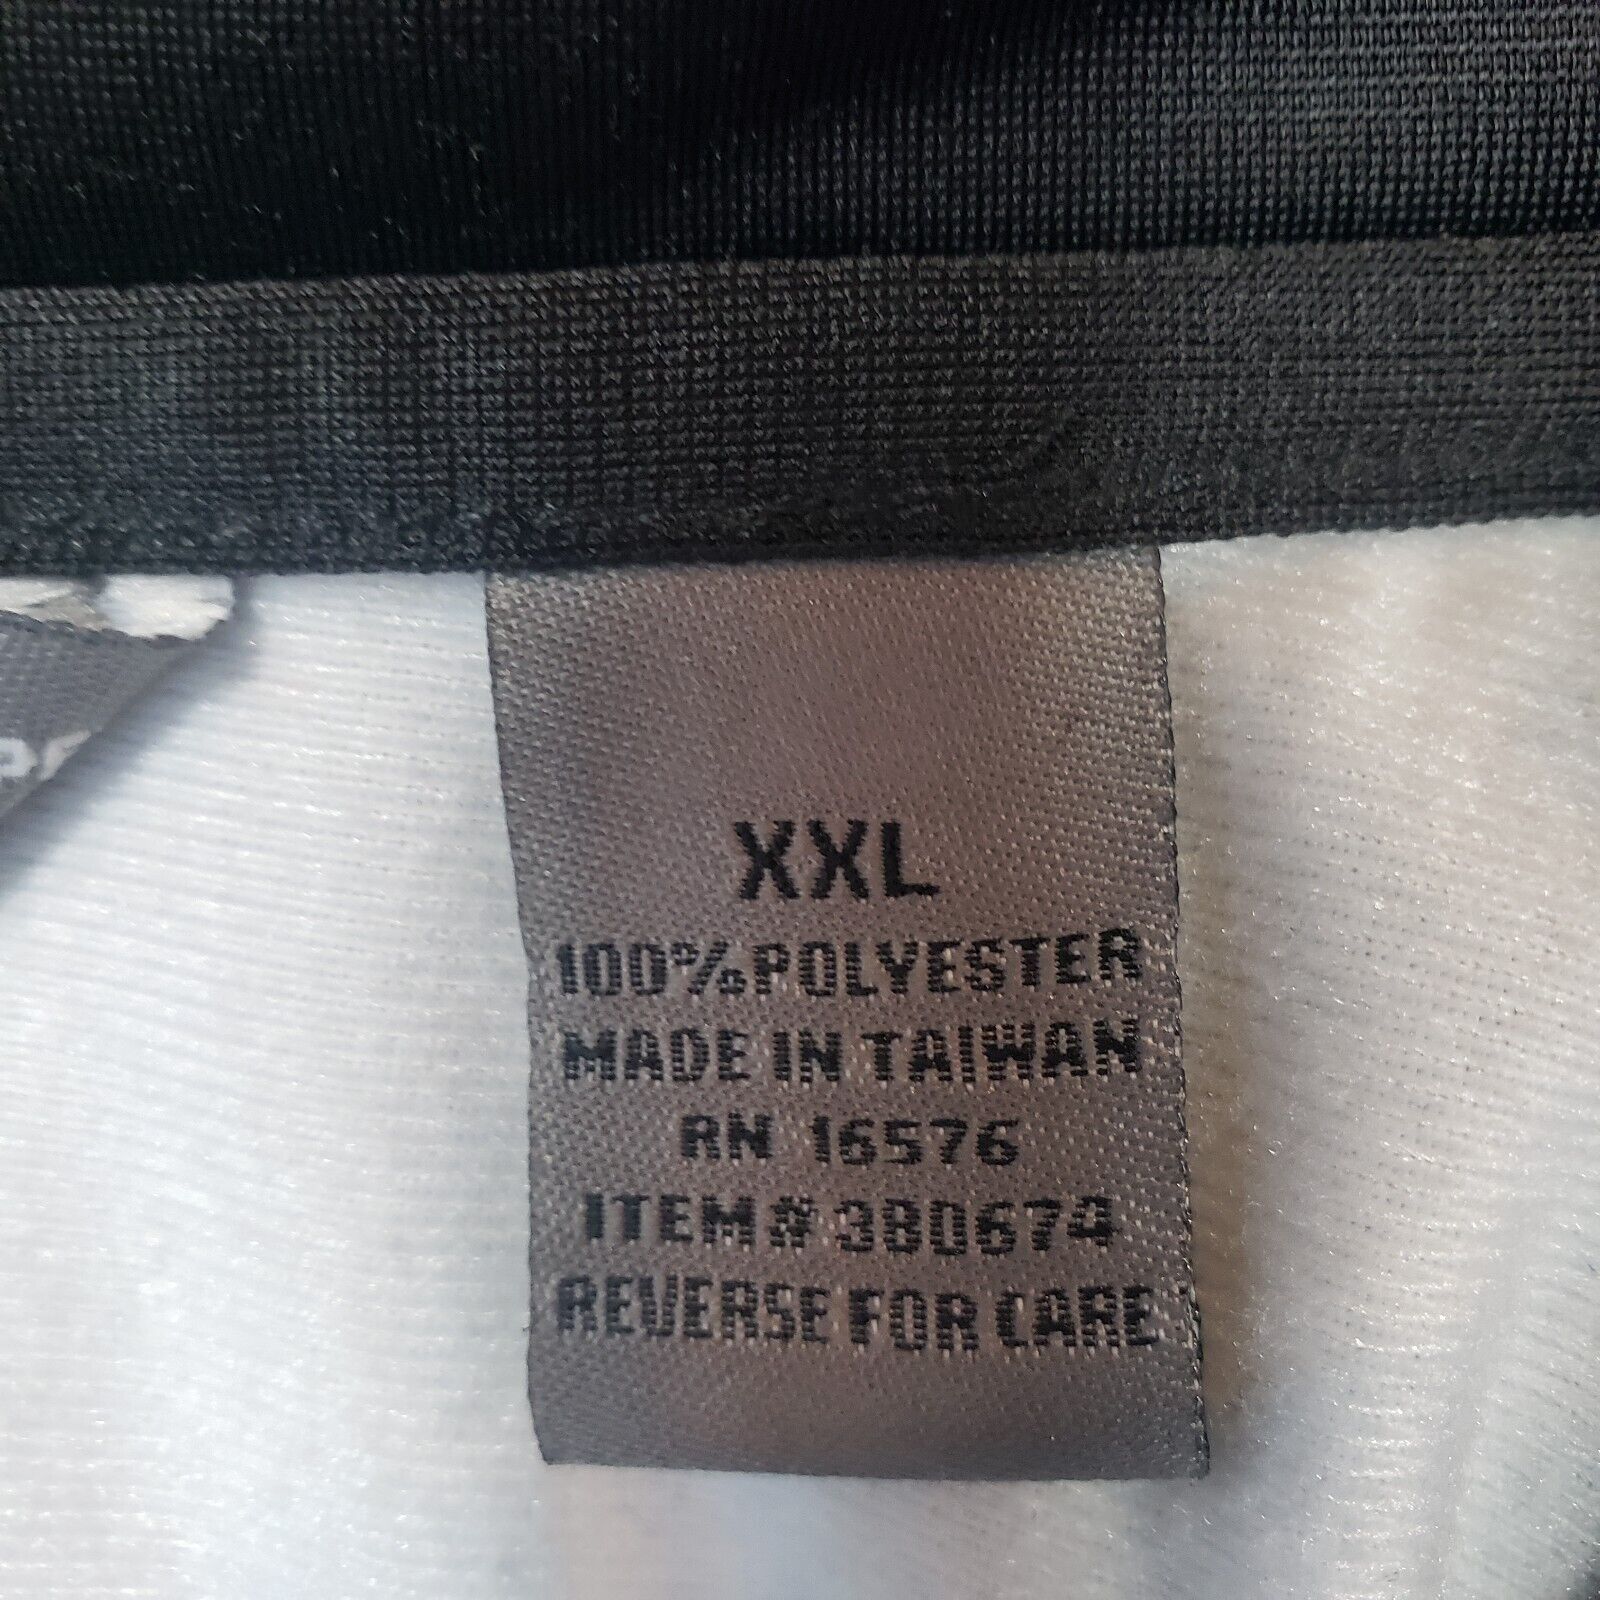 XXL
100% POLYESTER
MADE IN TAIWAN
RN 16576
ITEM# 380674
REVERSE FOR CARE